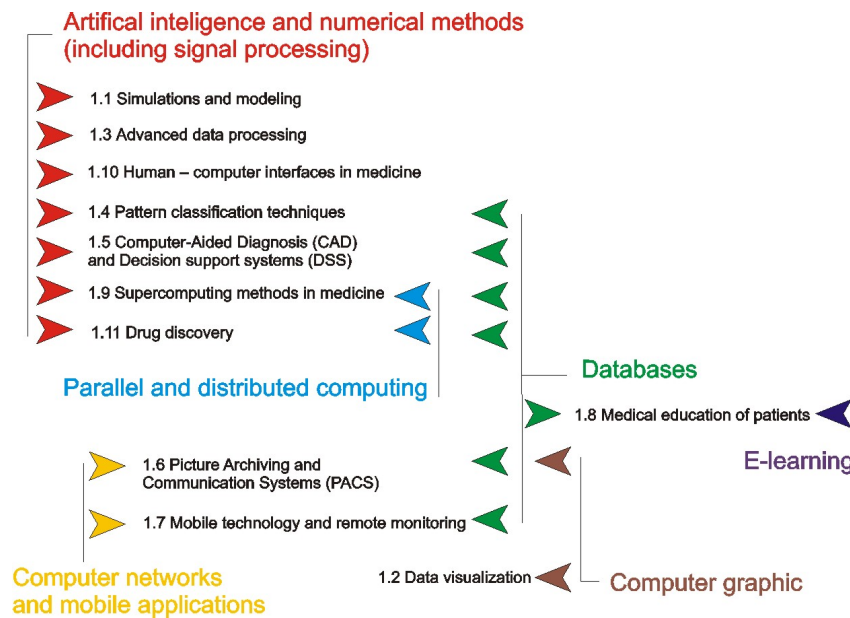 Artifical inteligence and numerical methods
(including signal processing)
1.1 Simulations and modeling
1.3 Advanced data processing
1.10 Human – computer interfaces in medicine
1.4 Pattern classification techniques
1.5 Computer-Aided Diagnosis (CAD)
and Decision support systems (DSS)
1.9 Supercomputing methods in medicine
1.11 Drug discovery
Databases
Parallel and distributed computing
1.8 Medical education of patients
E-learning
1.6 Picture Archiving and
Communication Systems (PACS)
1.7 Mobile technology and remote monitoring
1.2 Data visualization
Computer graphic
Computer networks
and mobile applications